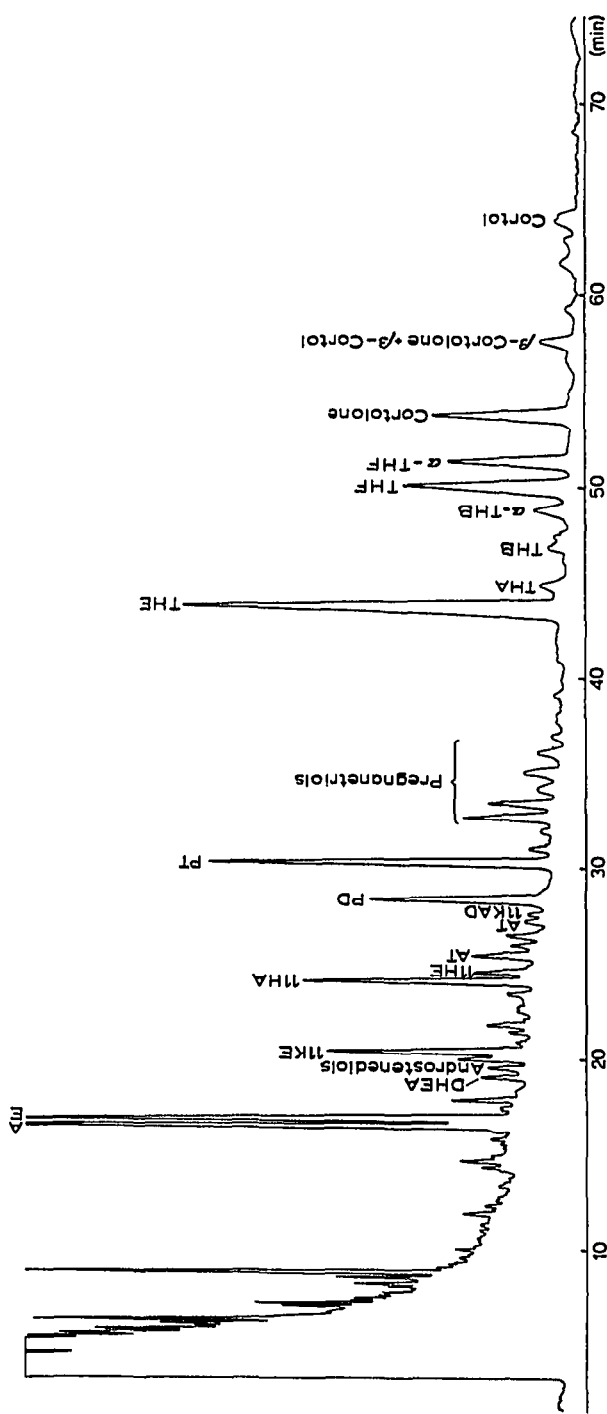 A
E
DHEA
Androstenediols
11KE
11HA
11HE
AT
AT
11KAD
PD
PT
Pregnanetriols
THE
THA
THB
α-THB
THF
α-THF
Cortolone
β-Cortolone+β-Cortol
Cortol
10 20 30 40 50 60 70 (min)